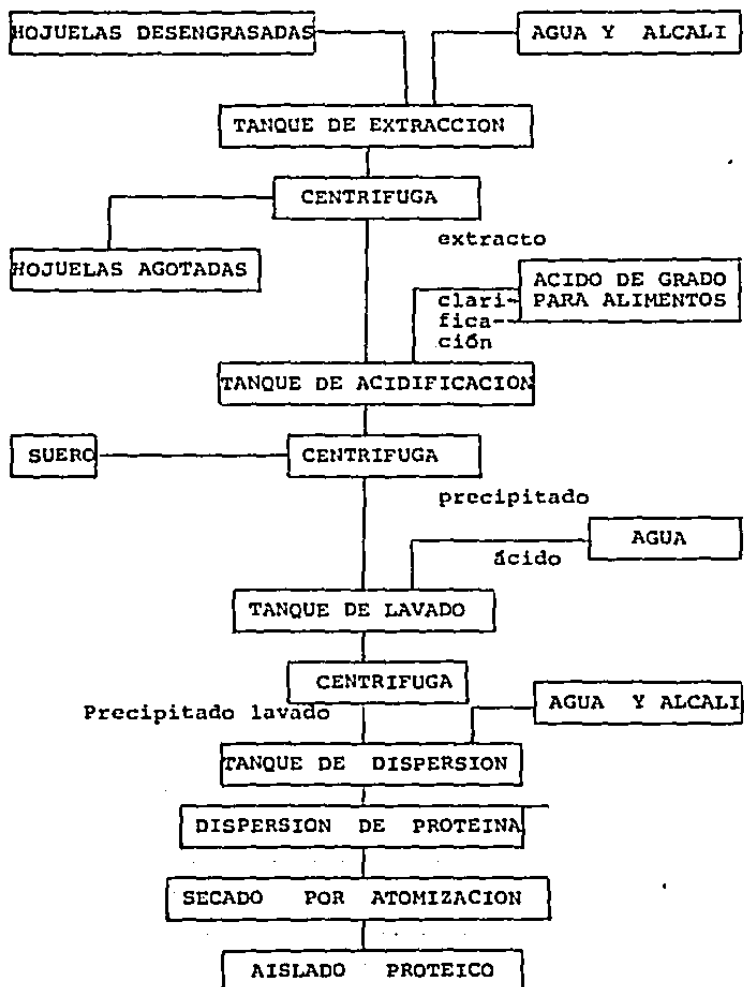 HOJUELAS DESENGRASADAS
AGUA Y ALCALI
TANQUE DE EXTRACCION
CENTRIFUGA
extracto
HOJUELAS AGOTADAS
ACIDO DE GRADO
PARA ALIMENTOS
clari-
fica-
ción
TANQUE DE ACIDIFICACION
SUERO
CENTRIFUGA
precipitado
AGUA
ácido
TANQUE DE LAVADO
CENTRIFUGA
AGUA Y ALCALI
Precipitado lavado
TANQUE DE DISPERSION
DISPERSION DE PROTEINA
SECADO POR ATOMIZACION
AISLADO PROTEICO